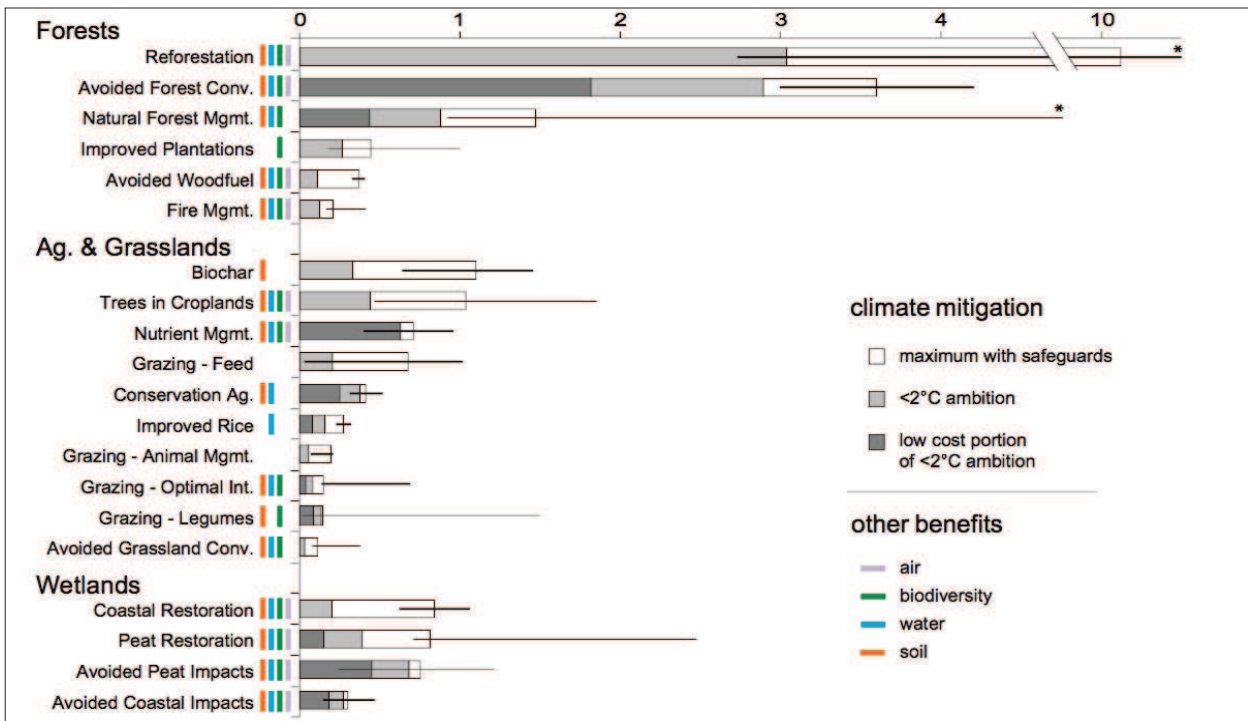 0 1 2 3 4 10
Forests
Reforestation
*
Avoided Forest Conv.
Natural Forest Mgmt.
*
Improved Plantations
Avoided Woodfuel
Fire Mgmt.
Ag. & Grasslands
Biochar
Trees in Croplands
Nutrient Mgmt.
Grazing - Feed
Conservation Ag.
Improved Rice
Grazing - Animal Mgmt.
Grazing - Optimal Int.
Grazing - Legumes
Avoided Grassland Conv.
Wetlands
Coastal Restoration
Peat Restoration
Avoided Peat Impacts
Avoided Coastal Impacts
climate mitigation
maximum with safeguards
<2°C ambition
low cost portion
of <2°C ambition
other benefits
air
biodiversity
water
soil